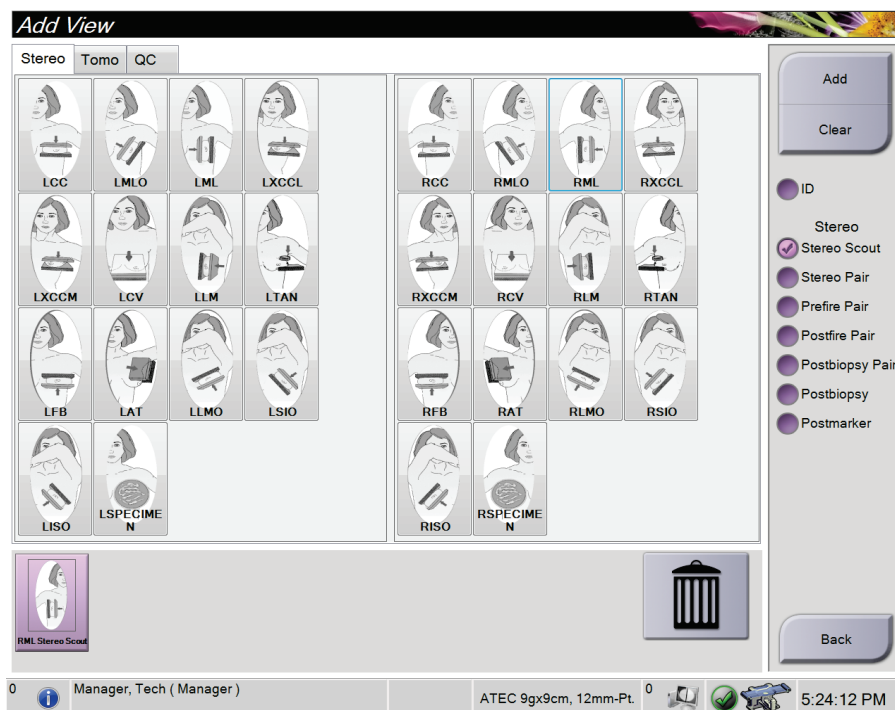 Add View
Stereo Tomo QC
LCC LMLO LML LXCCL
RCC RMLO RML RXCCL
LXCCM LCV LLM LTAN
RXCCM RCV RLM RTAN
LFB LAT LLMO LSIO
RFB RAT RLMO RSIO
LISO LSPECIME
N
RISO RSPECIME
N
Add
Clear
ID
Stereo
Stereo Scout
Stereo Pair
Prefire Pair
Postfire Pair
Postbiopsy Pair
Postbiopsy
Postmarker
RML Stereo Scout
Back
0 Manager, Tech ( Manager ) ATEC 9gx9cm, 12mm-Pt. 0 5:24:12 PM